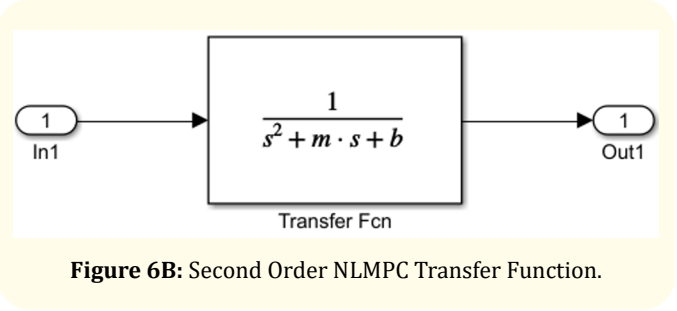 1
In1
1
s² + m · s + b
Transfer Fcn
1
Out1
Figure 6B: Second Order NLMPC Transfer Function.